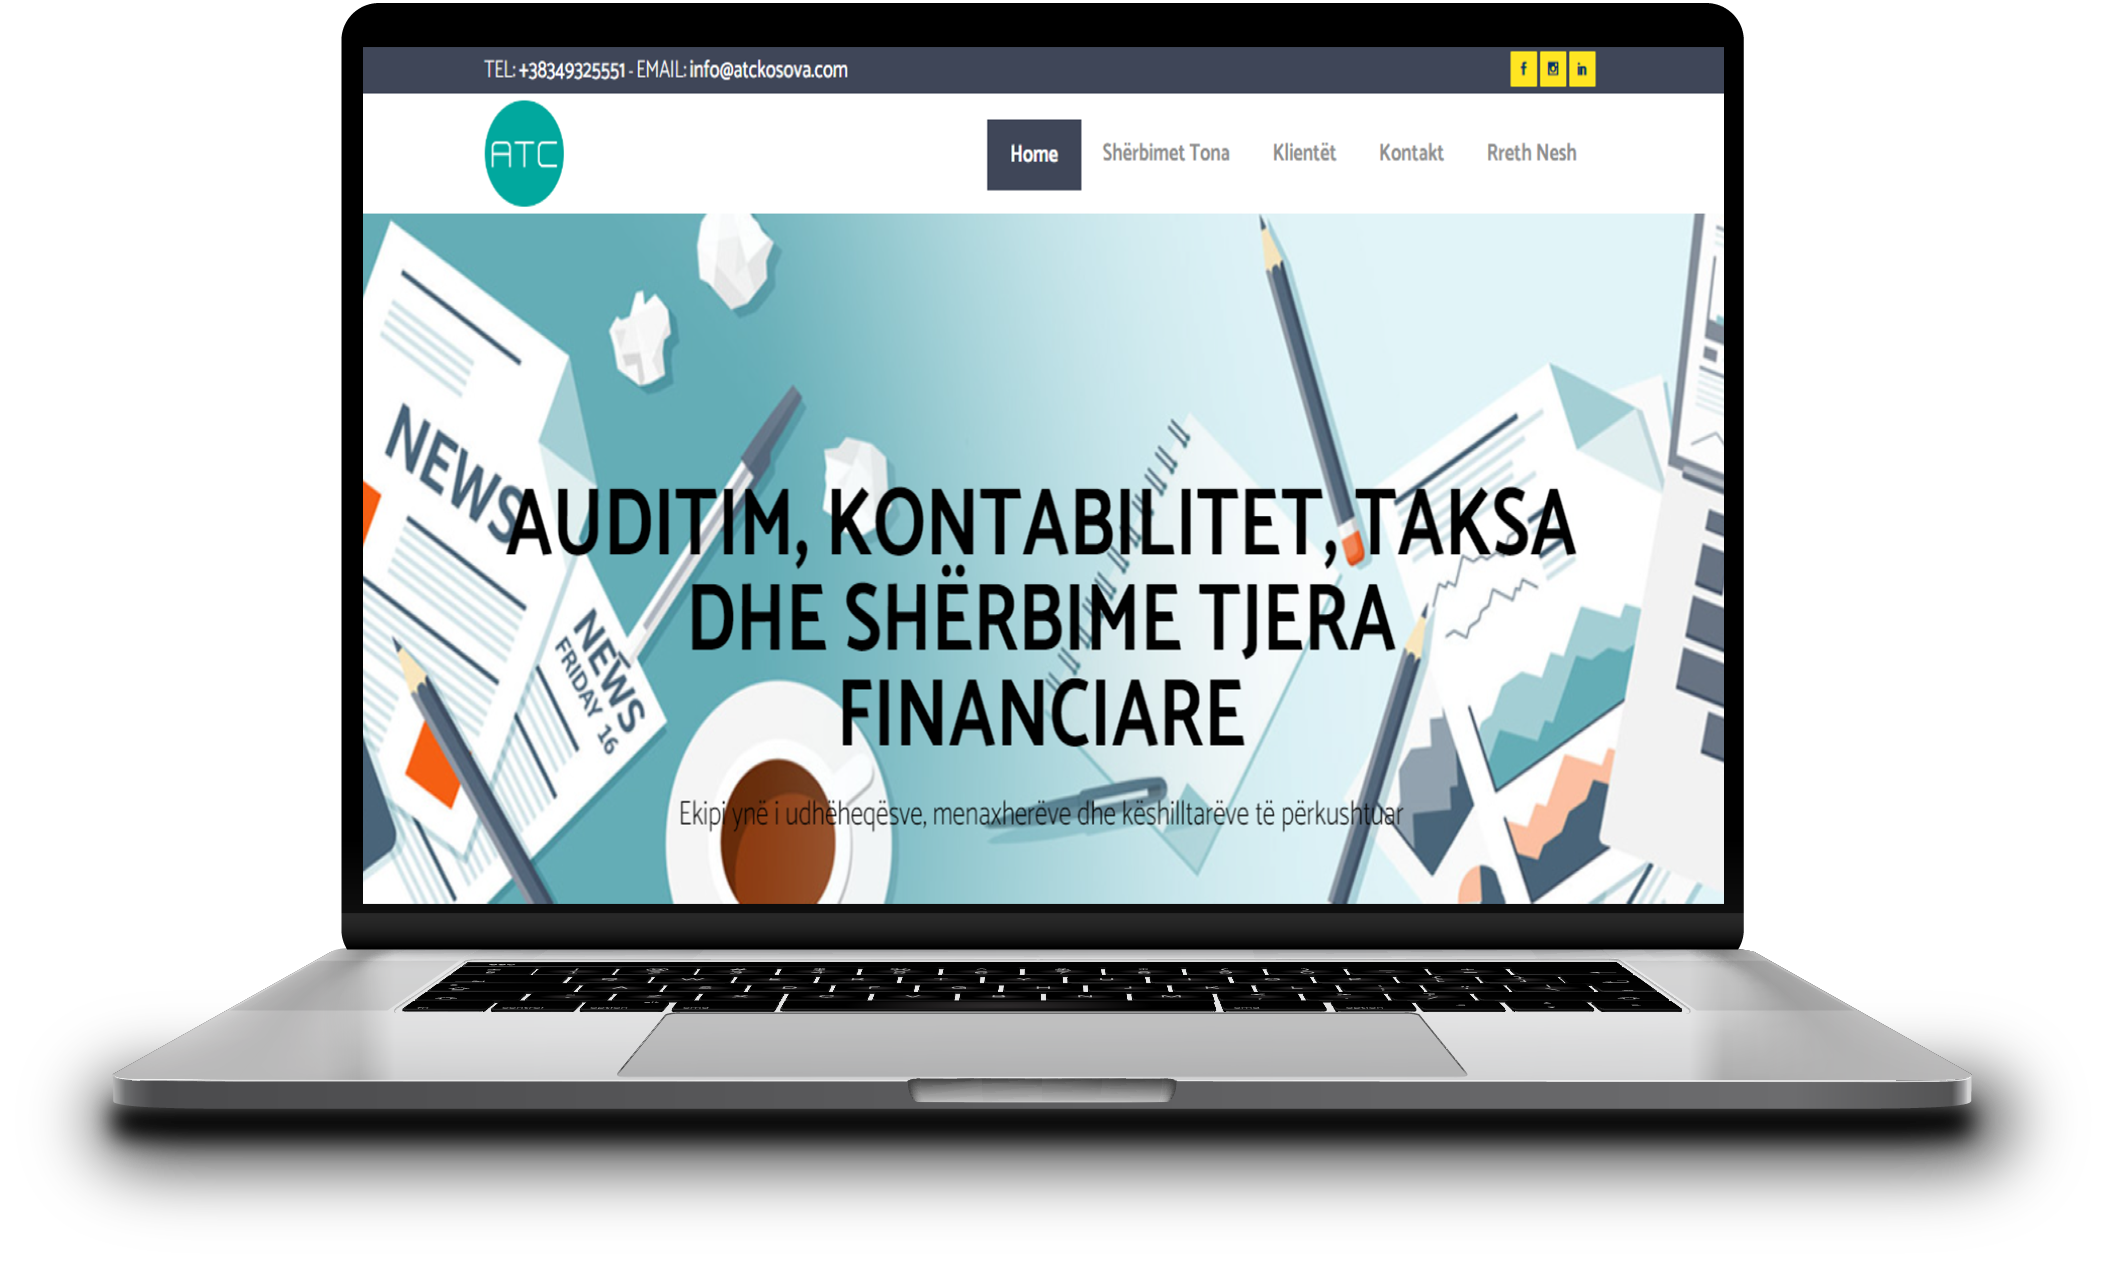 TEL: +38349325551 - EMAIL: info@atckosova.com
f in
ATC
Home Shërbimet Tona Klientët Kontakt Rreth Nesh
NEWS
AUDITIM, KONTABILITET, TAKSA
DHE SHËRBIME TJERA
FINANCIARE
NEWS
FRIDAY 16
Ekipi ynë i udhëheqësve, menaxherëve dhe këshilltarëve të përkushtuar